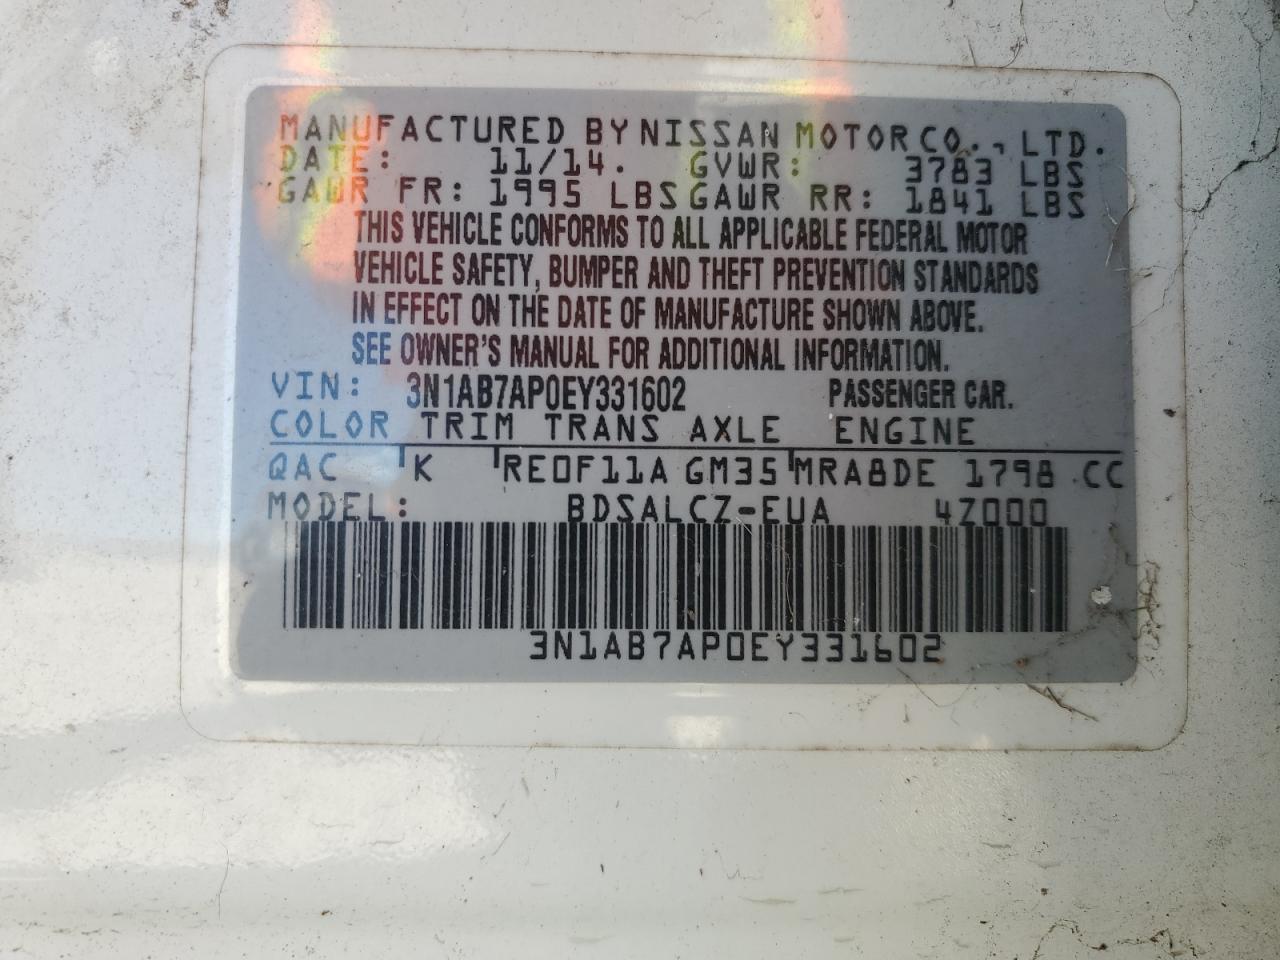 MANUFACTURED BY NISSAN MOTOR CO., LTD.
DATE: 11/14. GVWR: 3783 LBS
GAWR FR: 1995 LBS GAWR RR: 1841 LBS
THIS VEHICLE CONFORMS TO ALL APPLICABLE FEDERAL MOTOR
VEHICLE SAFETY, BUMPER AND THEFT PREVENTION STANDARDS
IN EFFECT ON THE DATE OF MANUFACTURE SHOWN ABOVE.
SEE OWNER'S MANUAL FOR ADDITIONAL INFORMATION.
VIN: 3N1AB7AP0EY331602 PASSENGER CAR.
COLOR TRIM TRANS AXLE ENGINE
QAC K RE0F11A GM35 MRA8DE 1798 CC
MODEL: BDSALCZ-EUA 4Z000
3N1AB7AP0EY331602